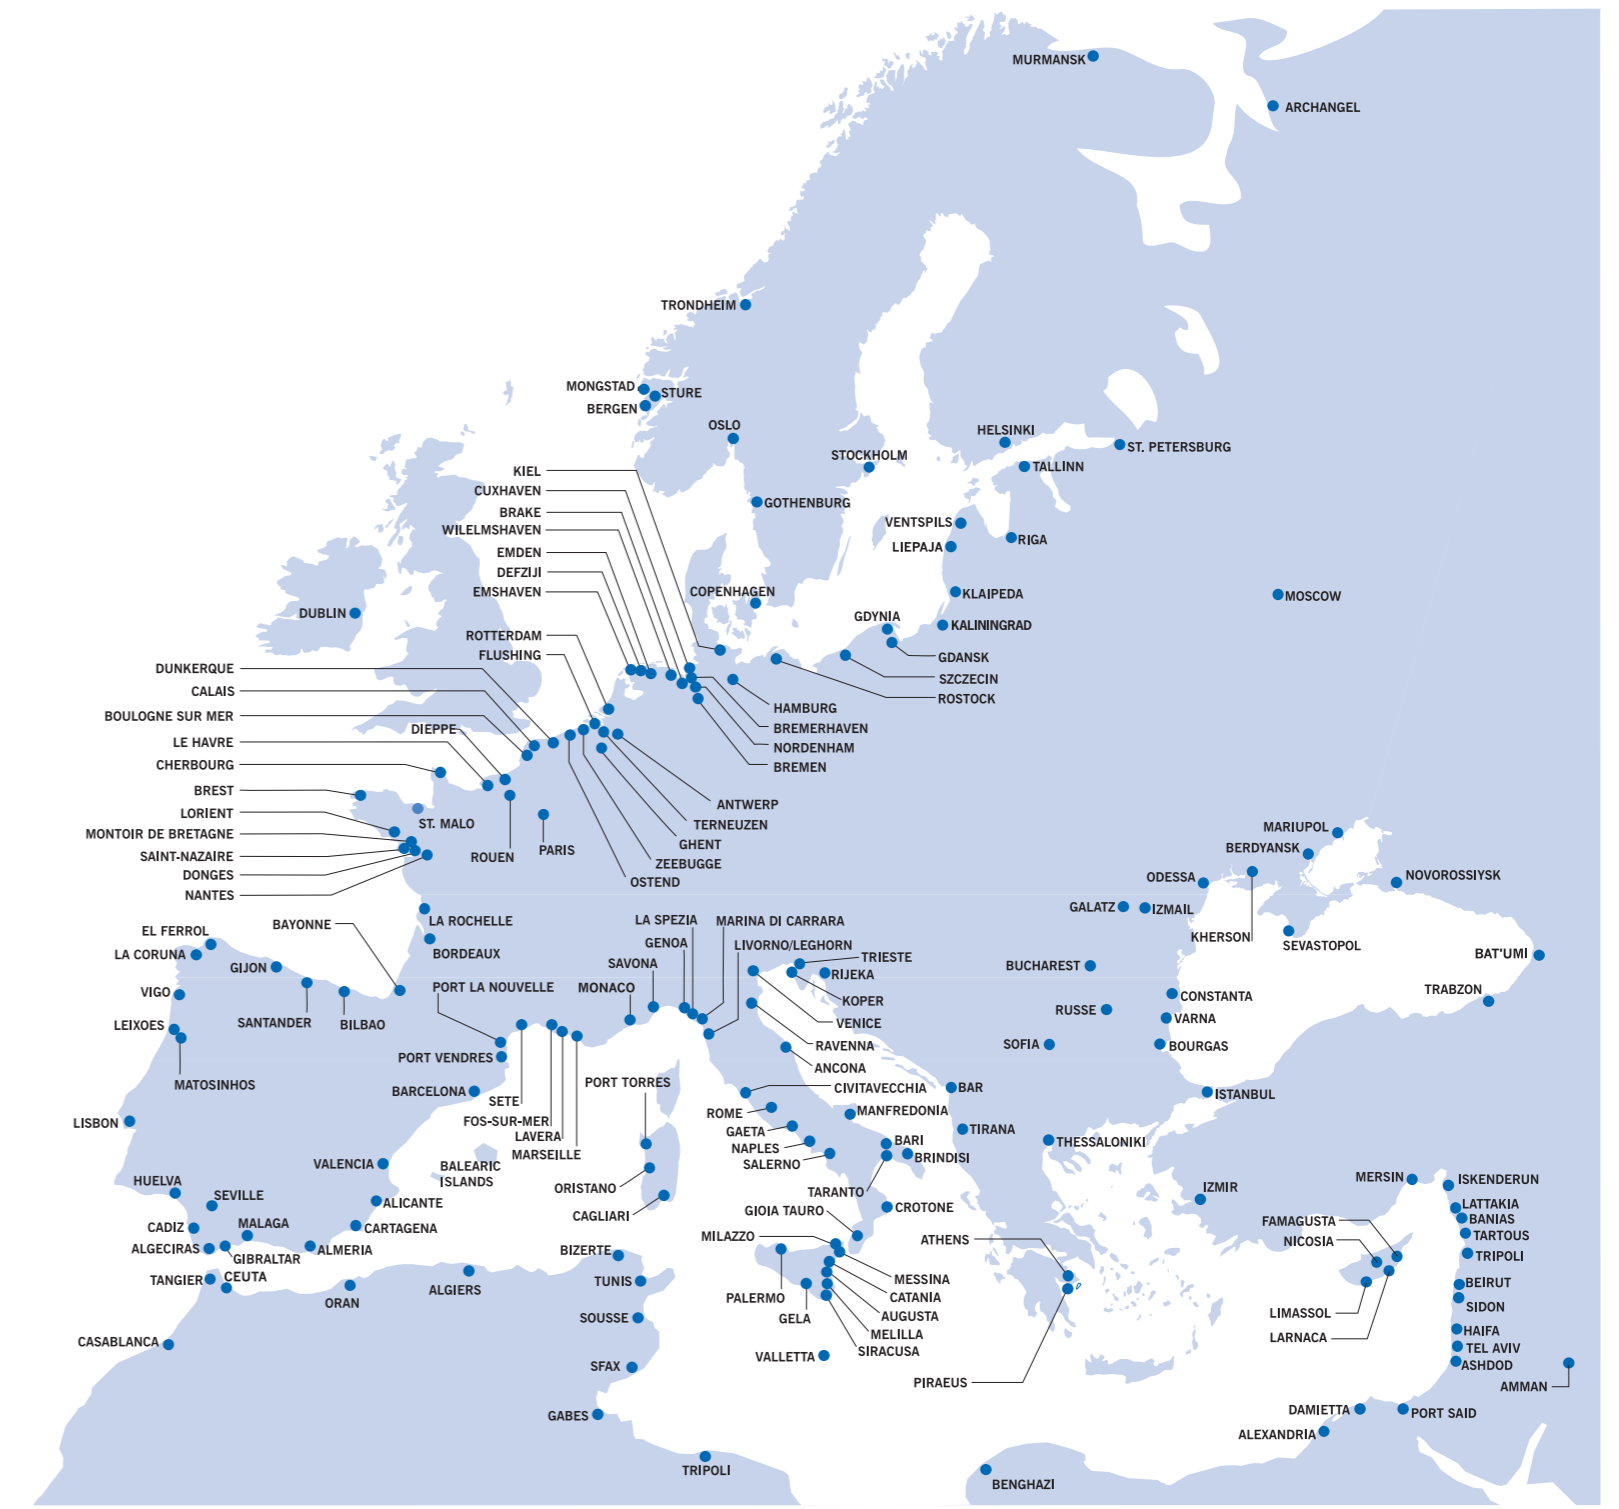 MURMANSK
ARCHANGEL
TRONDHEIM
MONGSTAD
STURE
BERGEN
OSLO
STOCKHOLM
HELSINKI
ST. PETERSBURG
TALLINN
KIEL
CUXHAVEN
BRAKE
WILELMSHAVEN
EMDEN
DEFZIJI
EMSHAVEN
GOTHENBURG
VENTSPILS
LIEPAJA
RIGA
COPENHAGEN
KLAIPEDA
MOSCOW
DUBLIN
GDYNIA
KALININGRAD
GDANSK
SZCZECIN
ROSTOCK
ROTTERDAM
FLUSHING
DUNKERQUE
CALAIS
BOULOGNE SUR MER
DIEPPE
LE HAVRE
CHERBOURG
BREST
LORIENT
MONTOIR DE BRETAGNE
SAINT-NAZAIRE
DONGES
NANTES
HAMBURG
BREMERHAVEN
NORDENHAM
BREMEN
ST. MALO
ROUEN
PARIS
ANTWERP
TERNEUZEN
GHENT
ZEEBUGGE
OSTEND
MARIUPOL
BERDYANSK
ODESSA
NOVOROSSIYSK
GALATZ
IZMAIL
KHERSON
SEVASTOPOL
BAT'UMI
BUCHAREST
TRABZON
CONSTANTA
RUSSE
VARNA
SOFIA
BOURGAS
ISTANBUL
LA ROCHELLE
BORDEAUX
BAYONNE
EL FERROL
LA CORUNA
GIJON
VIGO
SANTANDER
BILBAO
LEIXOES
MATOSINHOS
LISBON
PORT LA NOUVELLE
PORT VENDRES
BARCELONA
SETE
FOS-SUR-MER
LAVERA
MARSEILLE
MONACO
SAVONA
GENOA
LA SPEZIA
MARINA DI CARRARA
LIVORNO/LEGHORN
TRIESTE
RIJEKA
KOPER
VENICE
RAVENNA
ANCONA
PORT TORRES
CIVITAVECCHIA
ROME
MANFREDONIA
GAETA
NAPLES
SALERNO
BARI
BRINDISI
TARANTO
BAR
TIRANA
THESSALONIKI
BALEARIC
ISLANDS
VALENCIA
ALICANTE
CARTAGENA
HUELVA
SEVILLE
CADIZ
MALAGA
ALGECIRAS
GIBRALTAR
ALMERIA
TANGIER
CEUTA
ORAN
ALGIERS
CASABLANCA
ORISTANO
CAGLIARI
BIZERTE
TUNIS
SOUSSE
SFAX
GABES
TRIPOLI
CROTONE
GIOIA TAURO
MILAZZO
PALERMO
GELA
MESSINA
CATANIA
AUGUSTA
MELILLA
SIRACUSA
VALLETTA
ATHENS
PIRAEUS
IZMIR
MERSIN
ISKENDERUN
LATTAKIA
BANIAS
TARTOUS
TRIPOLI
FAMAGUSTA
NICOSIA
LIMASSOL
LARNACA
BEIRUT
SIDON
HAIFA
TEL AVIV
ASHDOD
AMMAN
DAMIETTA
PORT SAID
ALEXANDRIA
BENGHAZI